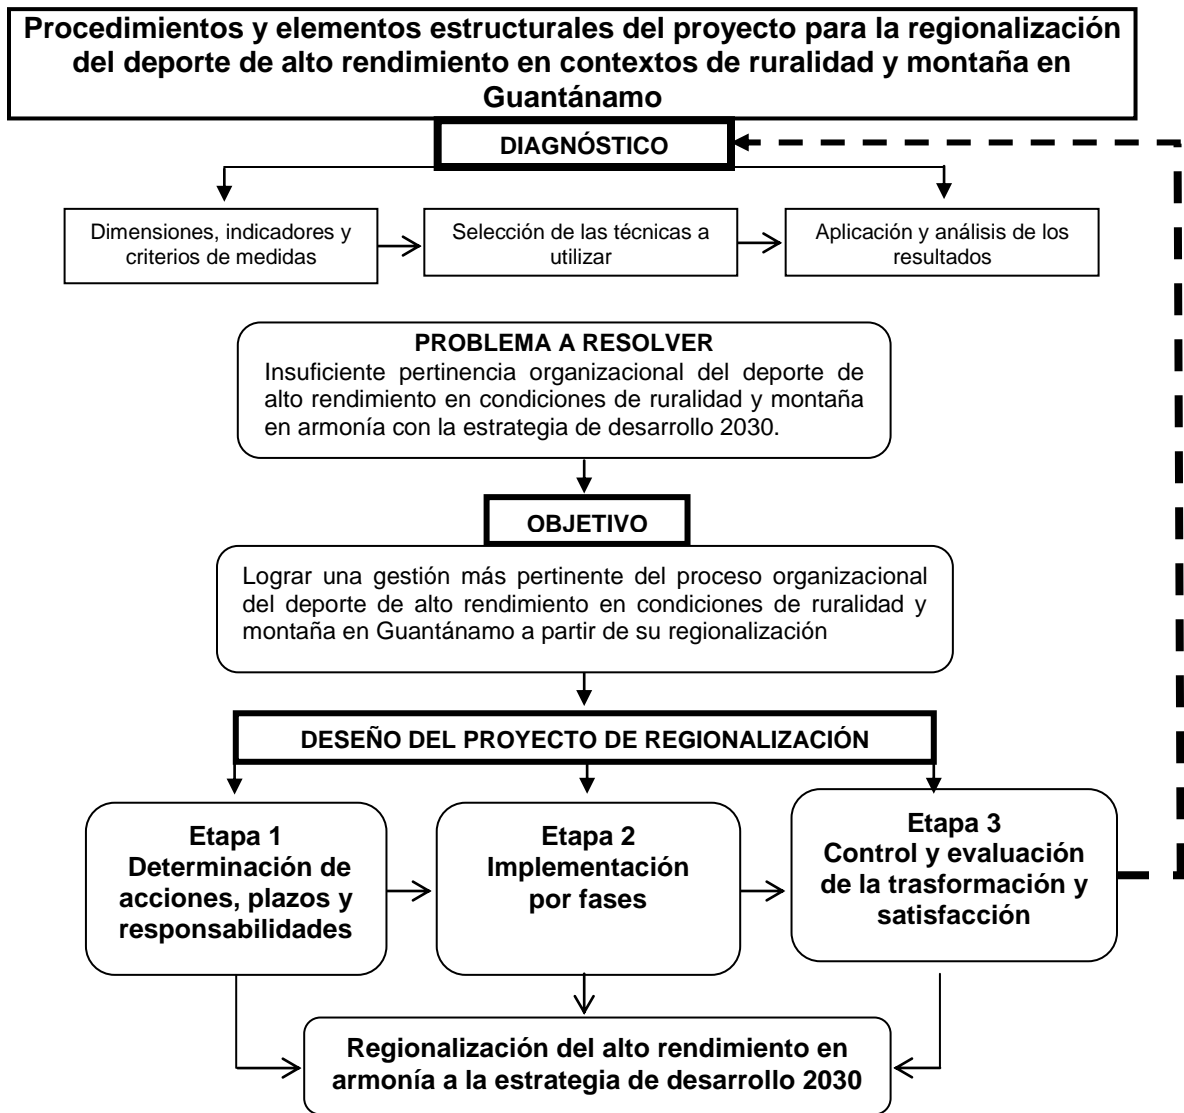 Procedimientos y elementos estructurales del proyecto para la regionalización
del deporte de alto rendimiento en contextos de ruralidad y montaña en
Guantánamo
DIAGNÓSTICO
Dimensiones, indicadores y
criterios de medidas
Selección de las técnicas a
utilizar
Aplicación y análisis de los
resultados
PROBLEMA A RESOLVER
Insuficiente pertinencia organizacional del deporte de
alto rendimiento en condiciones de ruralidad y montaña
en armonía con la estrategia de desarrollo 2030.
OBJETIVO
Lograr una gestión más pertinente del proceso organizacional
del deporte de alto rendimiento en condiciones de ruralidad y
montaña en Guantánamo a partir de su regionalización
DESEÑO DEL PROYECTO DE REGIONALIZACIÓN
Etapa 1
Determinación de
acciones, plazos y
responsabilidades
Etapa 2
Implementación
por fases
Etapa 3
Control y evaluación
de la trasformación y
satisfacción
Regionalización del alto rendimiento en
armonía a la estrategia de desarrollo 2030